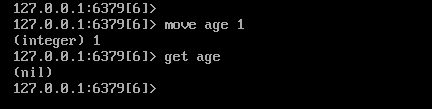 127.0.0.1:6379[6]>
127.0.0.1:6379[6]> move age 1
(integer) 1
127.0.0.1:6379[6]> get age
(nil)
127.0.0.1:6379[6]>